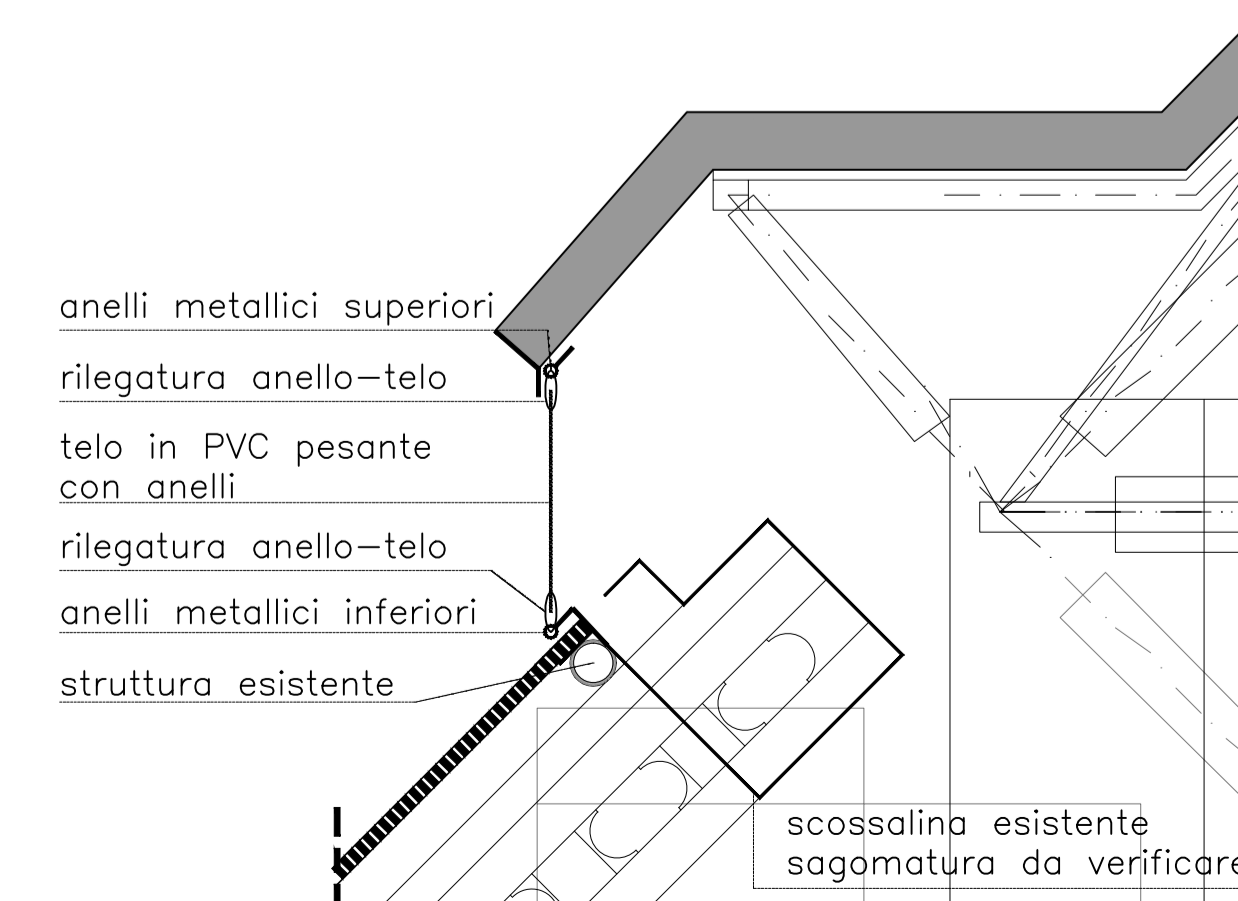 anelli metallici superiori
rilegatura anello-telo
telo in PVC pesante
con anelli
rilegatura anello-telo
anelli metallici inferiori
struttura esistente
scossalina esistente
sagomatura da verificare